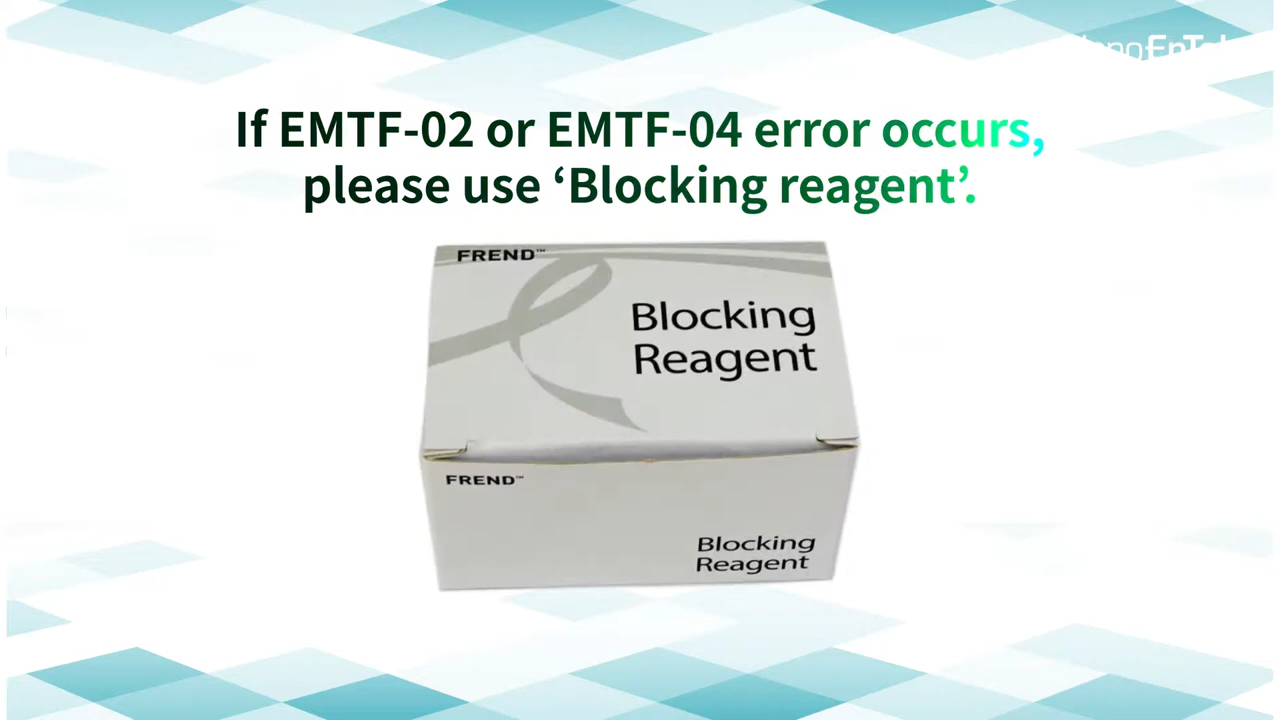 If EMTF-02 or EMTF-04 error occurs,
please use ‘Blocking reagent’.
FREND™
Blocking
Reagent
FREND™
Blocking
Reagent